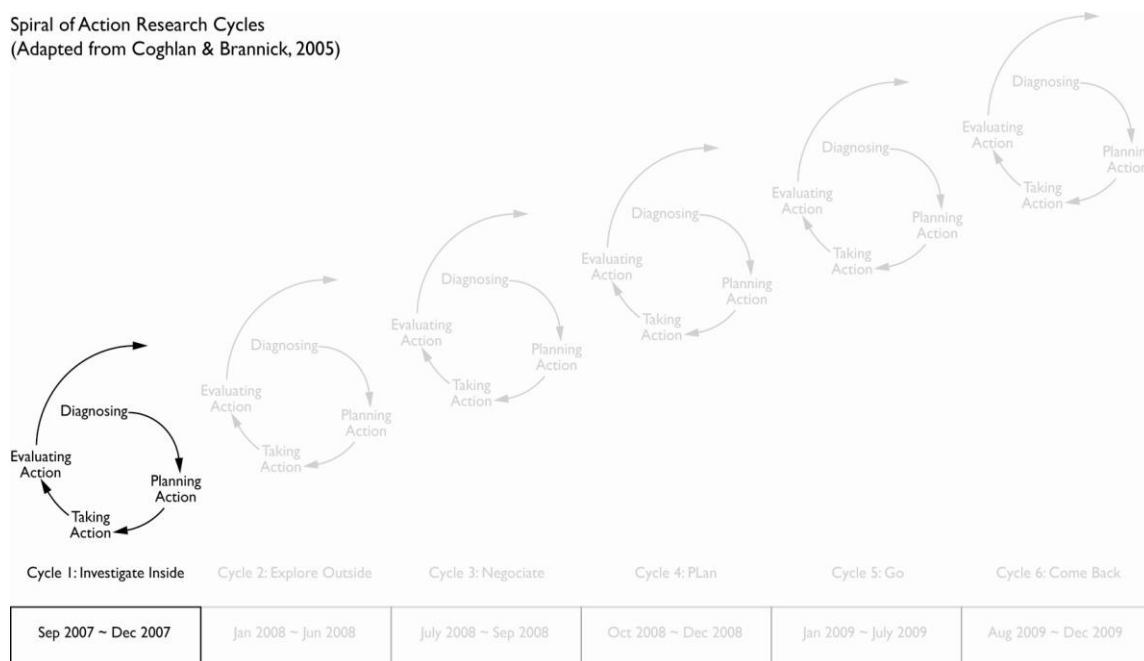 Spiral of Action Research Cycles
(Adapted from Coghlan & Brannick, 2005)
Diagnosing
Planning
Action
Taking
Action
Evaluating
Action
Diagnosing
Planning
Action
Taking
Action
Evaluating
Action
Diagnosing
Planning
Action
Taking
Action
Evaluating
Action
Diagnosing
Planning
Action
Taking
Action
Evaluating
Action
Diagnosing
Planning
Action
Taking
Action
Evaluating
Action
Diagnosing
Plannin
Action
Taking
Action
Evaluating
Action
Cycle 1: Investigate Inside
Cycle 2: Explore Outside
Cycle 3: Negociate
Cycle 4: PLan
Cycle 5: Go
Cycle 6: Come Back
Sep 2007 ~ Dec 2007
Jan 2008 ~ Jun 2008
July 2008 ~ Sep 2008
Oct 2008 ~ Dec 2008
Jan 2009 ~ July 2009
Aug 2009 ~ Dec 2009